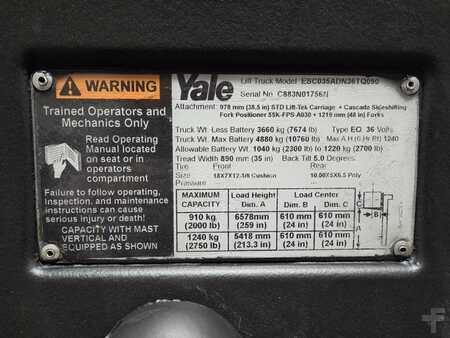 WARNING
Trained Operators and
Mechanics Only
Read Operating
Manual located
on seat or in
operators
compartment
Failure to follow operating,
inspection, and maintenance
instructions can cause
serious injury or death!
CAPACITY WITH MAST
VERTICAL AND
EQUIPPED AS SHOWN
Yale
Lift Truck Model ESC035ADN36TQ090
Serial No. C883N01756N
Attachment: 978 mm (38.5 in) STD Lift-Tek Carriage + Cascade Sideshifting
Fork Positioner 55K-FPS-A030 + 1219 mm (48 in) Forks
Truck Wt. Less Battery 3660 kg (7674 lb) Type EQ. 36 Volts
Truck Wt. Max Battery 4880 kg (10760 lb) Max A H (6 Hr Rt) 1240
Allowable Battery Wt. 1040 kg (2300 lb) to 1220 kg (2700 lb)
Tread Width 890 mm (35 in) Back Tilt 5.0 Degrees
Tire Front Rear
Size 18X7X12.1/8 Cushion 10.00X5X6.5 Poly
Pressure
MAXIMUM CAPACITY Load Height Dim. A Load Center Dim. B Dim. C
910 kg (2000 lb) 6578mm (259 in) 610 mm (24 in) 610 mm (24 in)
1240 kg (2750 lb) 5418 mm (213.3 in) 610 mm (24 in) 610 mm (24 in)
C
B
A